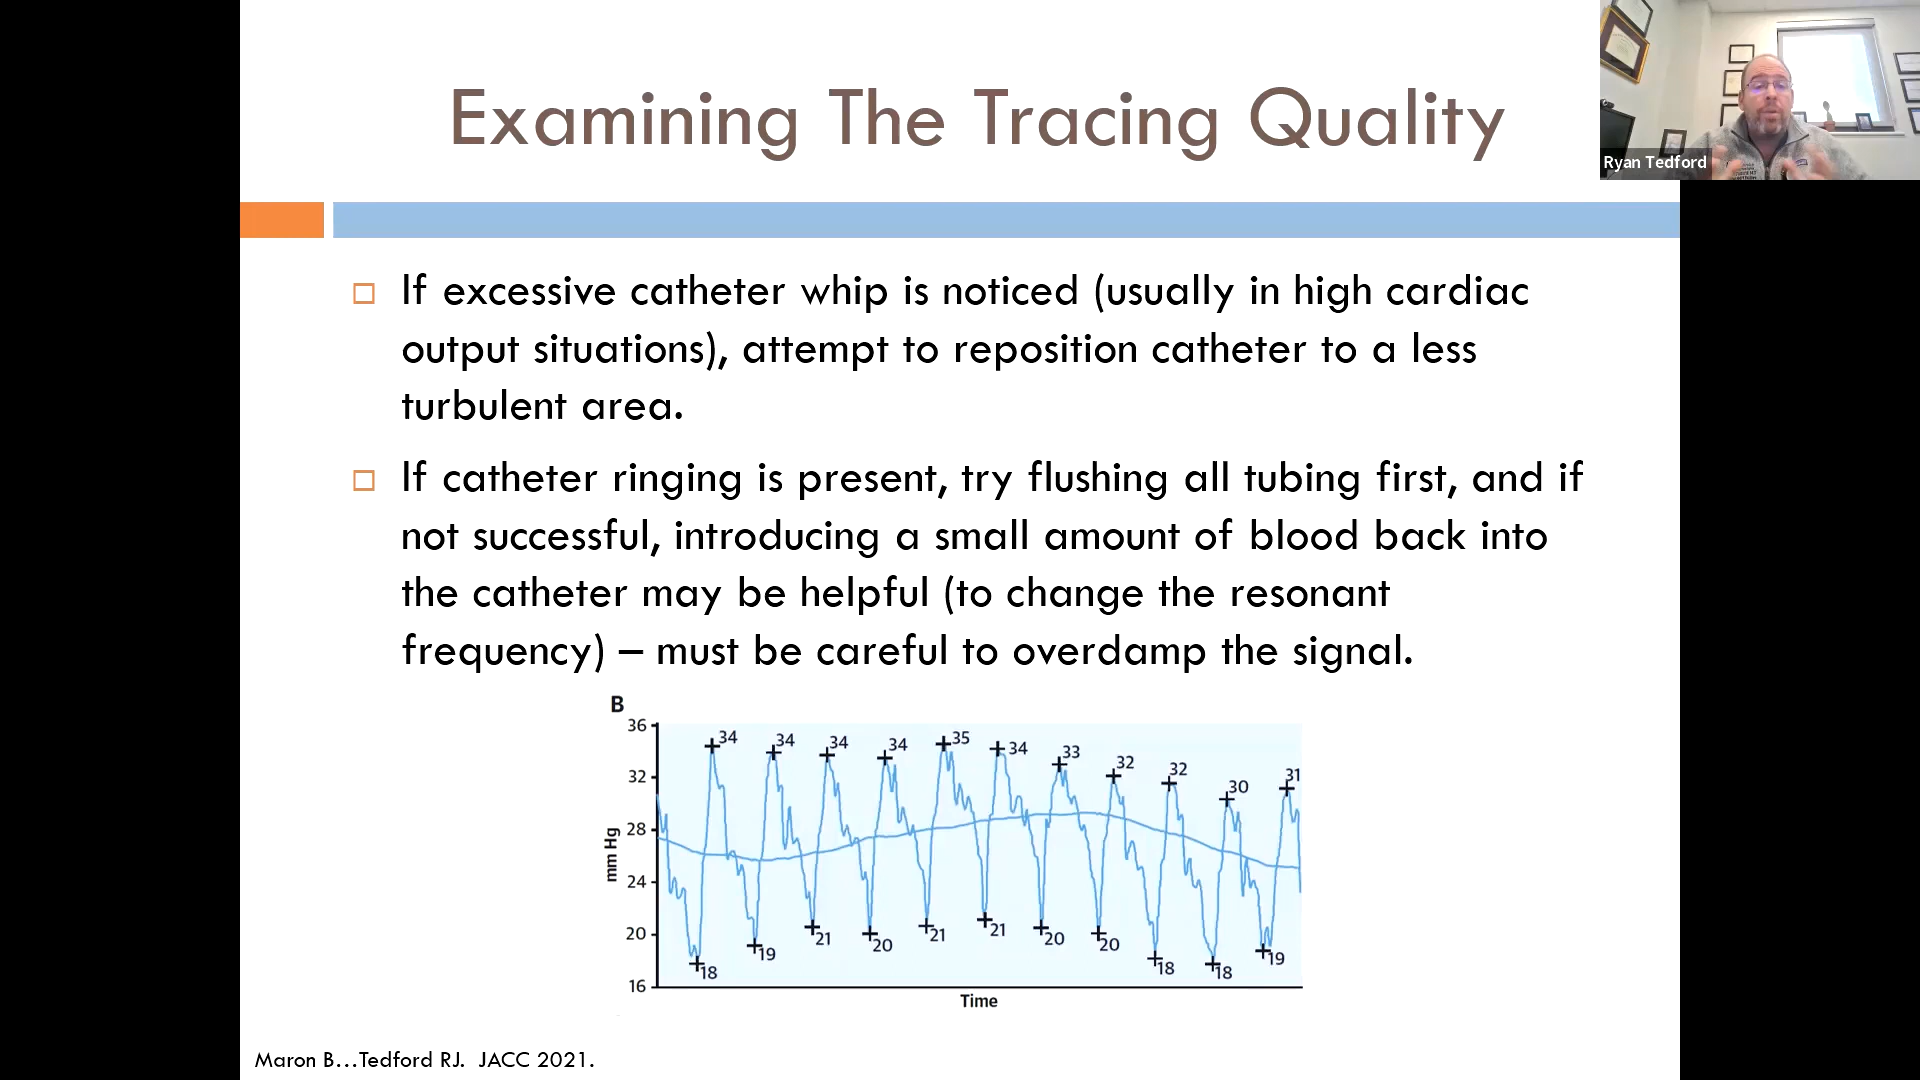 Examining The Tracing Quality
Ryan Tedford
If excessive catheter whip is noticed (usually in high cardiac
output situations), attempt to reposition catheter to a less
turbulent area.
If catheter ringing is present, try flushing all tubing first, and if
not successful, introducing a small amount of blood back into
the catheter may be helpful (to change the resonant
frequency) – must be careful to overdamp the signal.
B
36
32
28
24
20
16
mm Hg
34
34
34
34
35
34
33
32
32
30
31
18
19
21
20
21
21
20
20
18
18
19
Time
Maron B...Tedford RJ. JACC 2021.